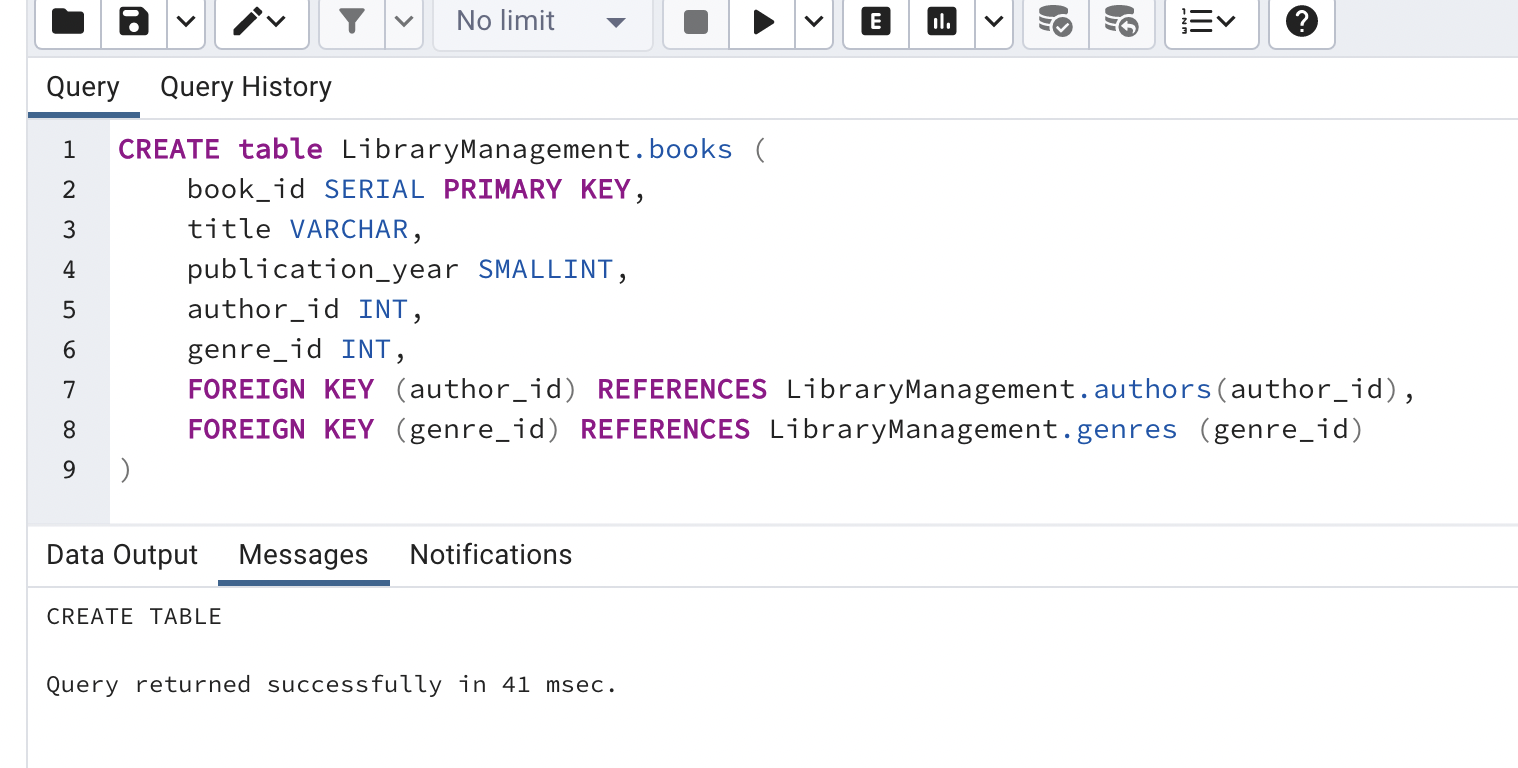 No limit
E
Query Query History
1 CREATE table LibraryManagement.books (
2 book_id SERIAL PRIMARY KEY,
3 title VARCHAR,
4 publication_year SMALLINT,
5 author_id INT,
6 genre_id INT,
7 FOREIGN KEY (author_id) REFERENCES LibraryManagement.authors(author_id),
8 FOREIGN KEY (genre_id) REFERENCES LibraryManagement.genres (genre_id)
9 )
Data Output Messages Notifications
CREATE TABLE
Query returned successfully in 41 msec.